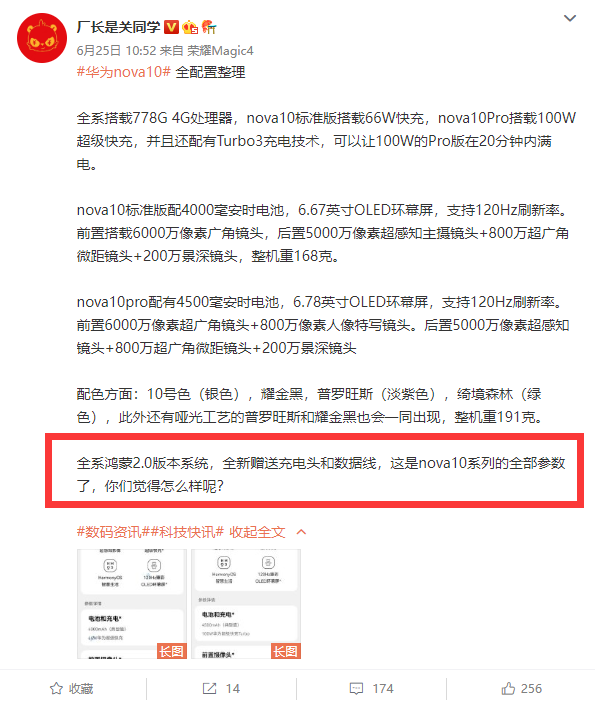 厂长是关同学
6月25日 10:52 来自 荣耀Magic4
#华为nova10# 全配置整理
全系搭载778G 4G处理器，nova10标准版搭载66W快充，nova10Pro搭载100W
超级快充，并且还配有Turbo3充电技术，可以让100W的Pro版在20分钟内满
电。
nova10标准版配4000毫安时电池，6.67英寸OLED环幕屏，支持120Hz刷新率。
前置搭载6000万像素广角镜头，后置5000万像素超感知主摄镜头+800万超广角
微距镜头+200万景深镜头，整机重168克。
nova10pro配有4500毫安时电池，6.78英寸OLED环幕屏，支持120Hz刷新率。
前置6000万像素超广角镜头+800万像素人像特写镜头。后置5000万像素超感知
镜头+800万超广角微距镜头+200万景深镜头
配色方面：10号色（银色），耀金黑，普罗旺斯（淡紫色），绮境森林（绿
色），此外还有哑光工艺的普罗旺斯和耀金黑也会一同出现，整机重191克。
全系鸿蒙2.0版本系统，全新赠送充电头和数据线，这是nova10系列的全部参数
了，你们觉得怎么样呢？
#数码资讯##科技快讯# 收起全文
HarmonyOS
120Hz
HarmonyOS
120Hz
电池和充电*
电池和充电*
前置摄像头*
长图
长图
收藏
14
174
256